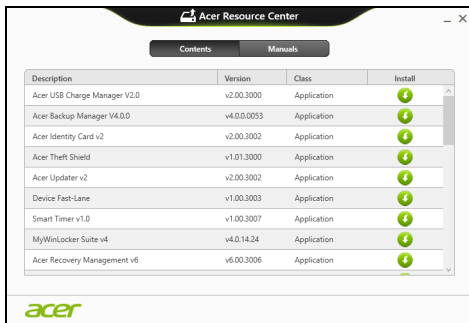 Acer Resource Center
Contents Manuals
Description Version Class Install
Acer USB Charge Manager V2.0 v2.00.3000 Application
Acer Backup Manager V4.0.0 v4.0.0.0053 Application
Acer Identity Card v2 v2.00.3002 Application
Acer Theft Shield v1.01.3000 Application
Acer Updater v2 v2.00.3002 Application
Device Fast-Lane v1.00.3003 Application
Smart Timer v1.0 v1.00.3007 Application
MyWinLocker Suite v4 v4.0.14.24 Application
Acer Recovery Management v6 v6.00.3006 Application
acer